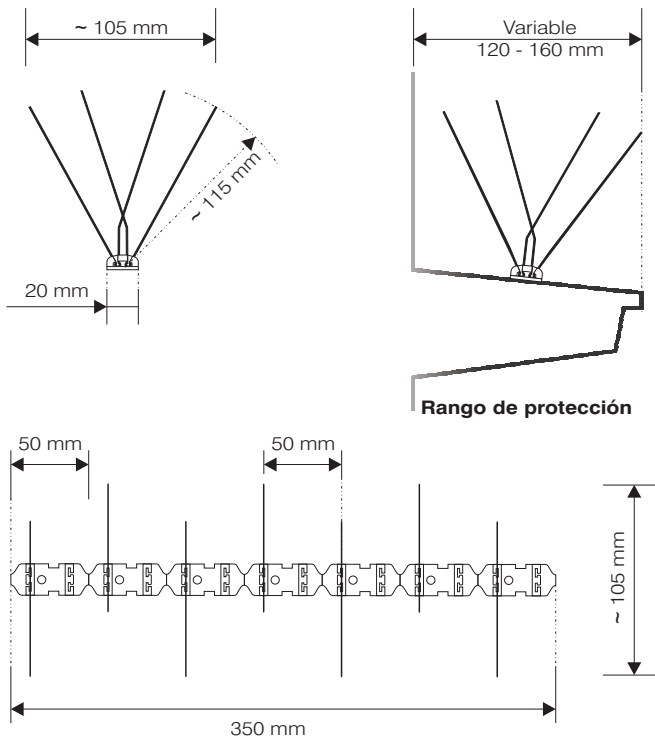 ~ 105 mm
Variable
120 - 160 mm
~ 115 mm
20 mm
Rango de protección
50 mm
50 mm
~ 105 mm
350 mm